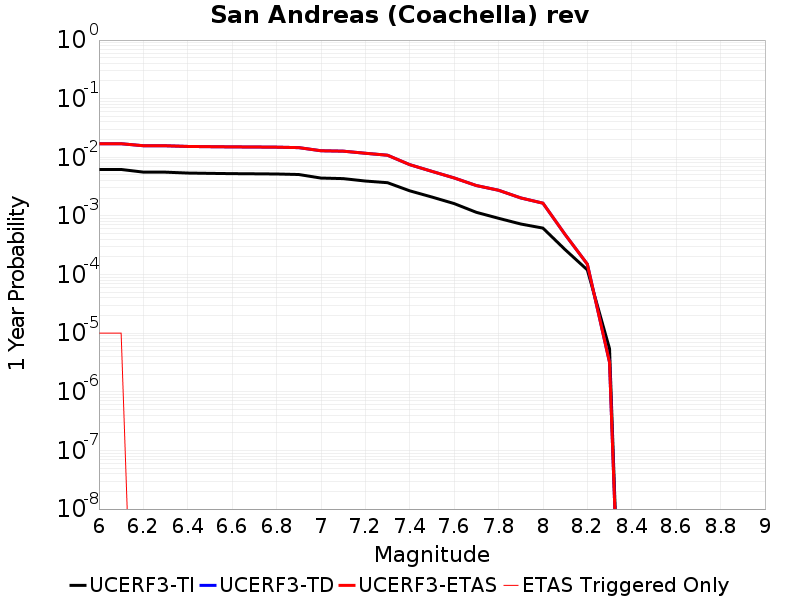 San Andreas (Coachella) rev
1 Year Probability
10^0
10^-1
10^-2
10^-3
10^-4
10^-5
10^-6
10^-7
10^-8
6 6.2 6.4 6.6 6.8 7 7.2 7.4 7.6 7.8 8 8.2 8.4 8.6 8.8 9
Magnitude
UCERF3-TI UCERF3-TD UCERF3-ETAS ETAS Triggered Only